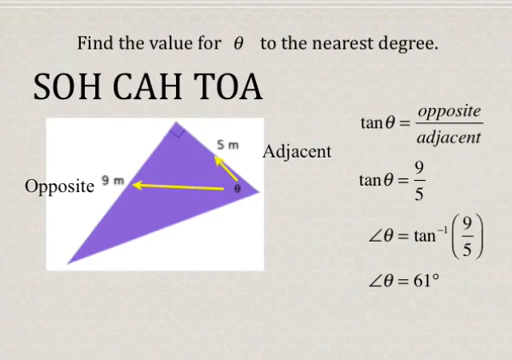 Find the value for θ to the nearest degree.
SOH CAH TOA
5 m
Adjacent
Opposite
9 m
θ
tan θ = opposite / adjacent
tan θ = 9/5
∠θ = tan⁻¹ (9/5)
∠θ = 61°